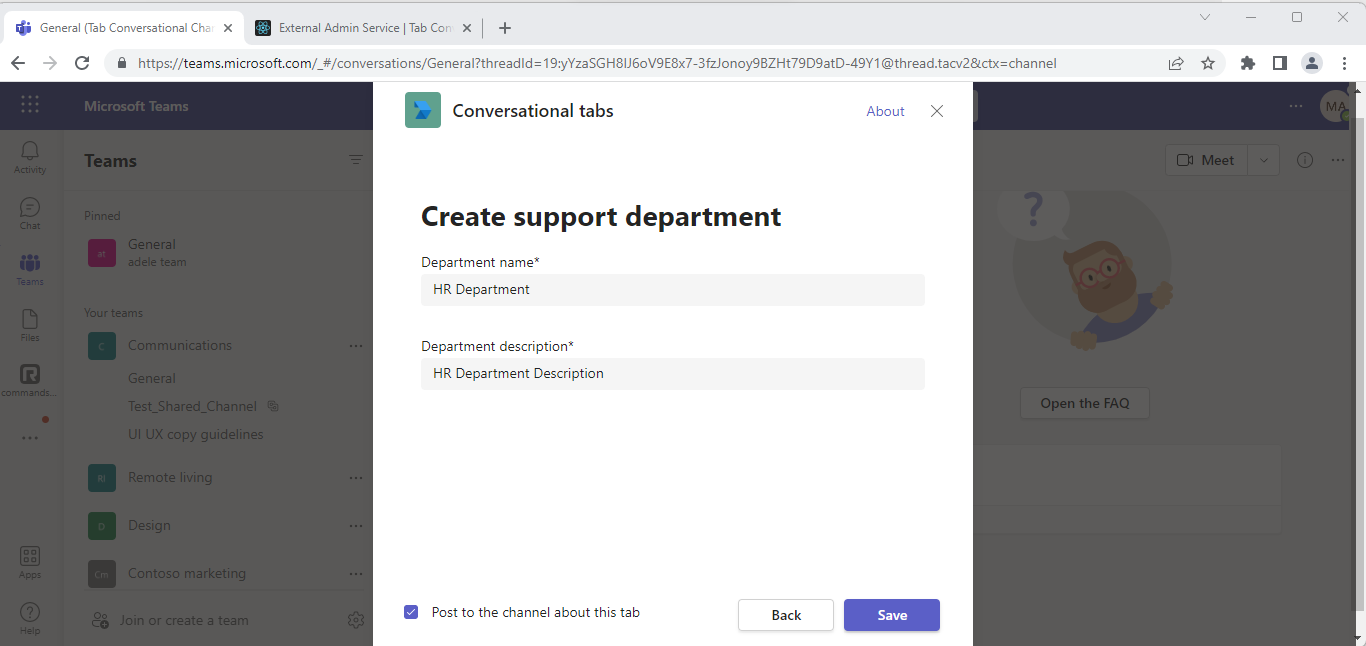 General (Tab Conversational Cha
External Admin Service | Tab Con
https://teams.microsoft.com/_#/conversations/General?threadId=19:yYzaSGH8IJ6oV9E8x7-3fzJonoy9BZHt79D9atD-49Y1@thread.tacv2&ctx=channel
Microsoft Teams
Conversational tabs
About
MA
Activity
Chat
Teams
Files
commands...
Apps
Help
Teams
Pinned
at
General
adele team
Your teams
C
Communications
General
Test_Shared_Channel
UI UX copy guidelines
Rl
Remote living
D
Design
Cm
Contoso marketing
Join or create a team
Create support department
Department name*
HR Department
Department description*
HR Department Description
Post to the channel about this tab
Back
Save
Meet
?
Open the FAQ